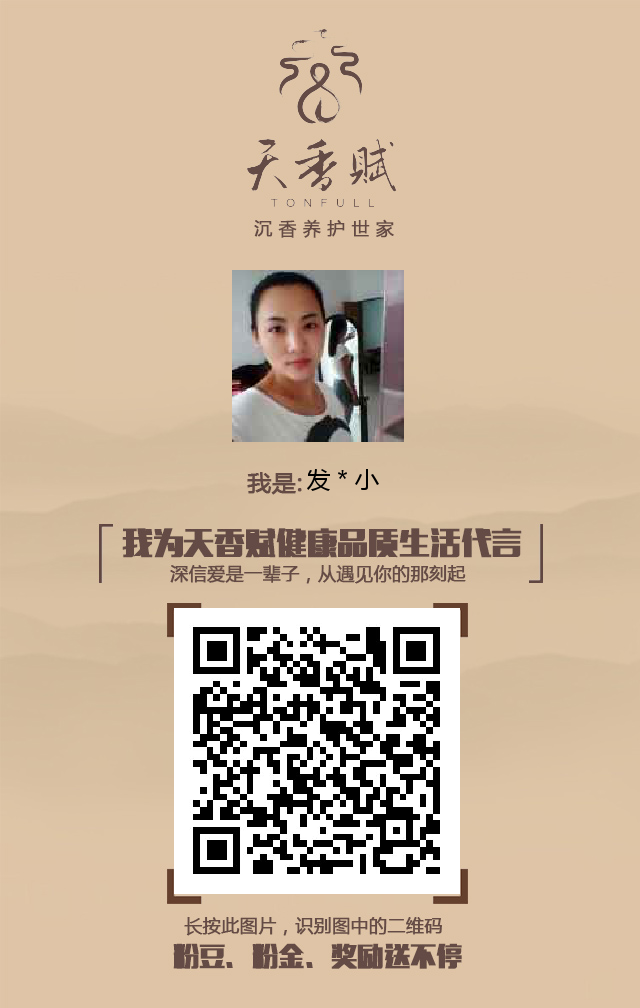 天香赋
TONFULL
沉香养护世家
我是:发*小
我为天香赋健康品质生活代言
深信爱是一辈子，从遇见你的那刻起
长按此图片，识别图中的二维码
粉豆、粉金、奖励送不停